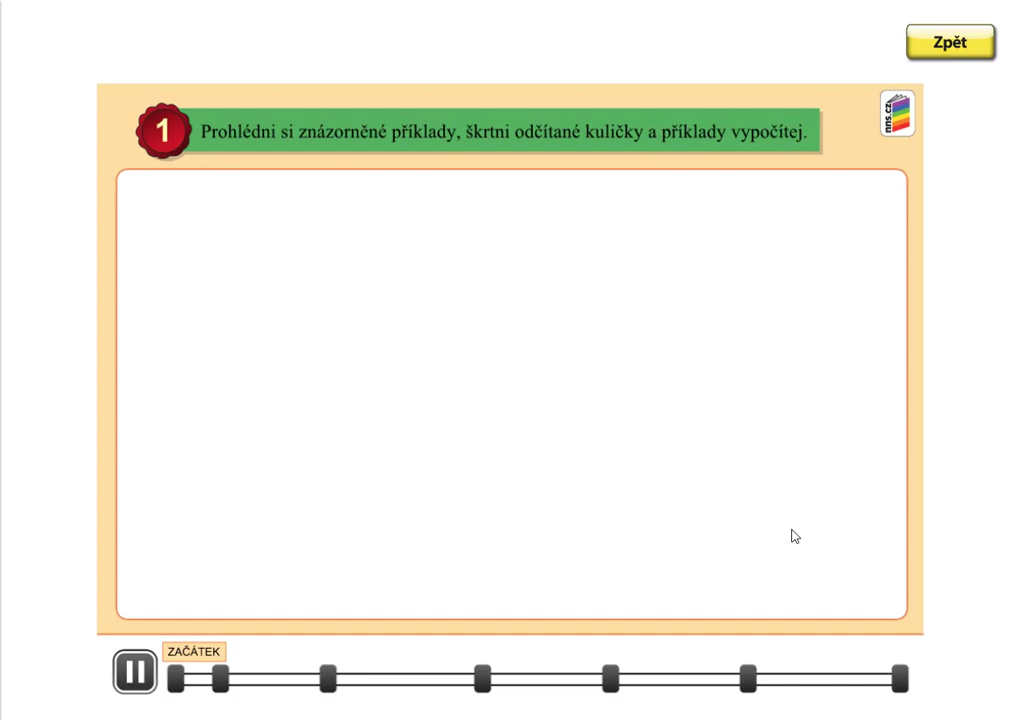 Zpět
1 Prohlédni si znázorněné příklady, škrtni odčítané kuličky a příklady vypočítej.
nns.cz
ZAČÁTEK